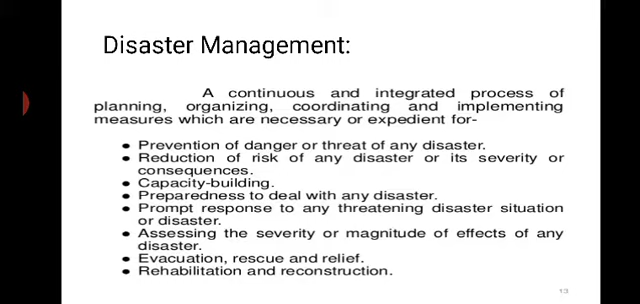 Disaster Management:
A continuous and integrated process of
planning, organizing, coordinating and implementing
measures which are necessary or expedient for-
● Prevention of danger or threat of any disaster.
● Reduction of risk of any disaster or its severity or
consequences.
● Capacity-building.
● Preparedness to deal with any disaster.
● Prompt response to any threatening disaster situation
or disaster.
● Assessing the severity or magnitude of effects of any
disaster.
● Evacuation, rescue and relief.
● Rehabilitation and reconstruction.
13